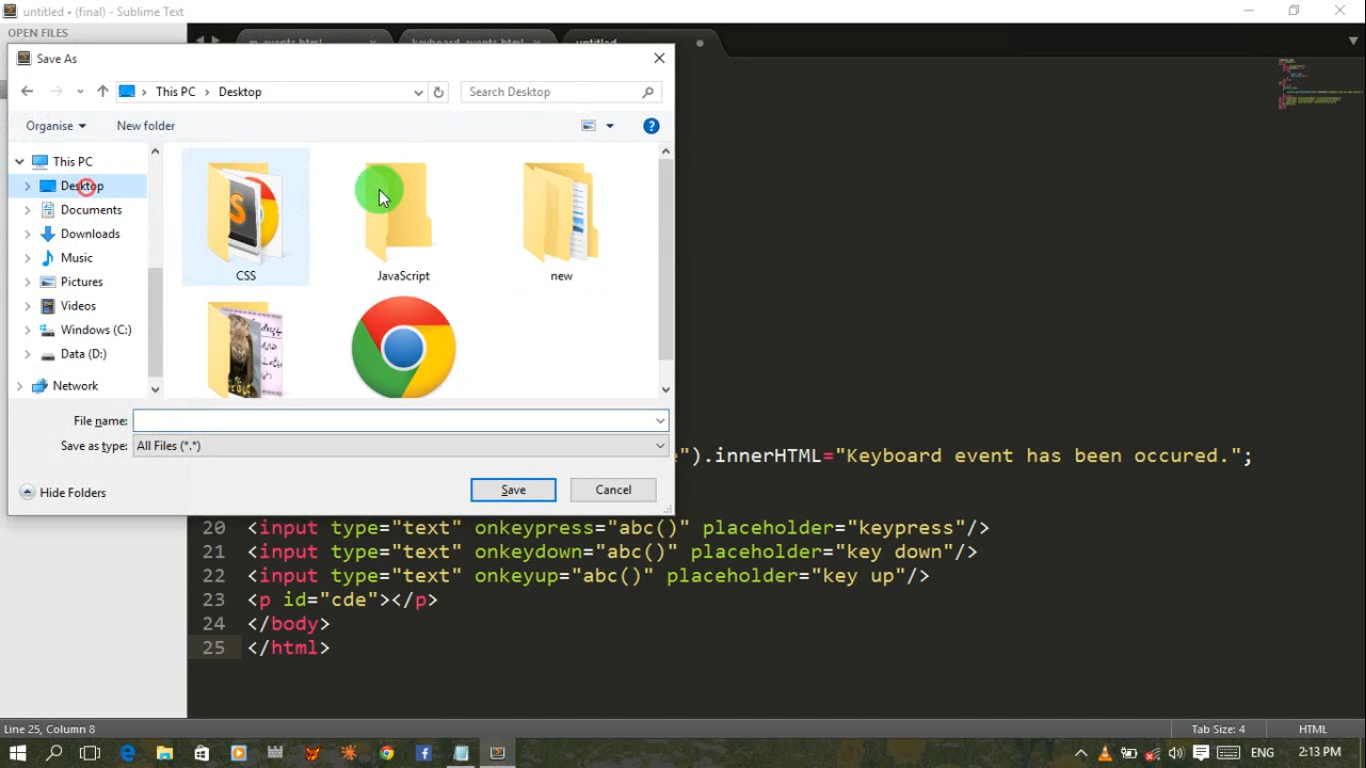 untitled • (final) - Sublime Text
OPEN FILES
untitled
Save As
This PC
Desktop
Search Desktop
Organise
New folder
This PC
Desktop
Documents
Downloads
Music
Pictures
Videos
Windows (C:)
Data (D:)
Network
CSS
JavaScript
new
File name:
Save as type:
All Files (*.*)
Hide Folders
Save
Cancel
").innerHTML="Keyboard event has been occured.";
20 <input type="text" onkeypress="abc()" placeholder="keypress"/>
21 <input type="text" onkeydown="abc()" placeholder="key down"/>
22 <input type="text" onkeyup="abc()" placeholder="key up"/>
23 <p id="cde"></p>
24 </body>
25 </html>
Line 25, Column 8
Tab Size: 4
HTML
ENG
2:13 PM